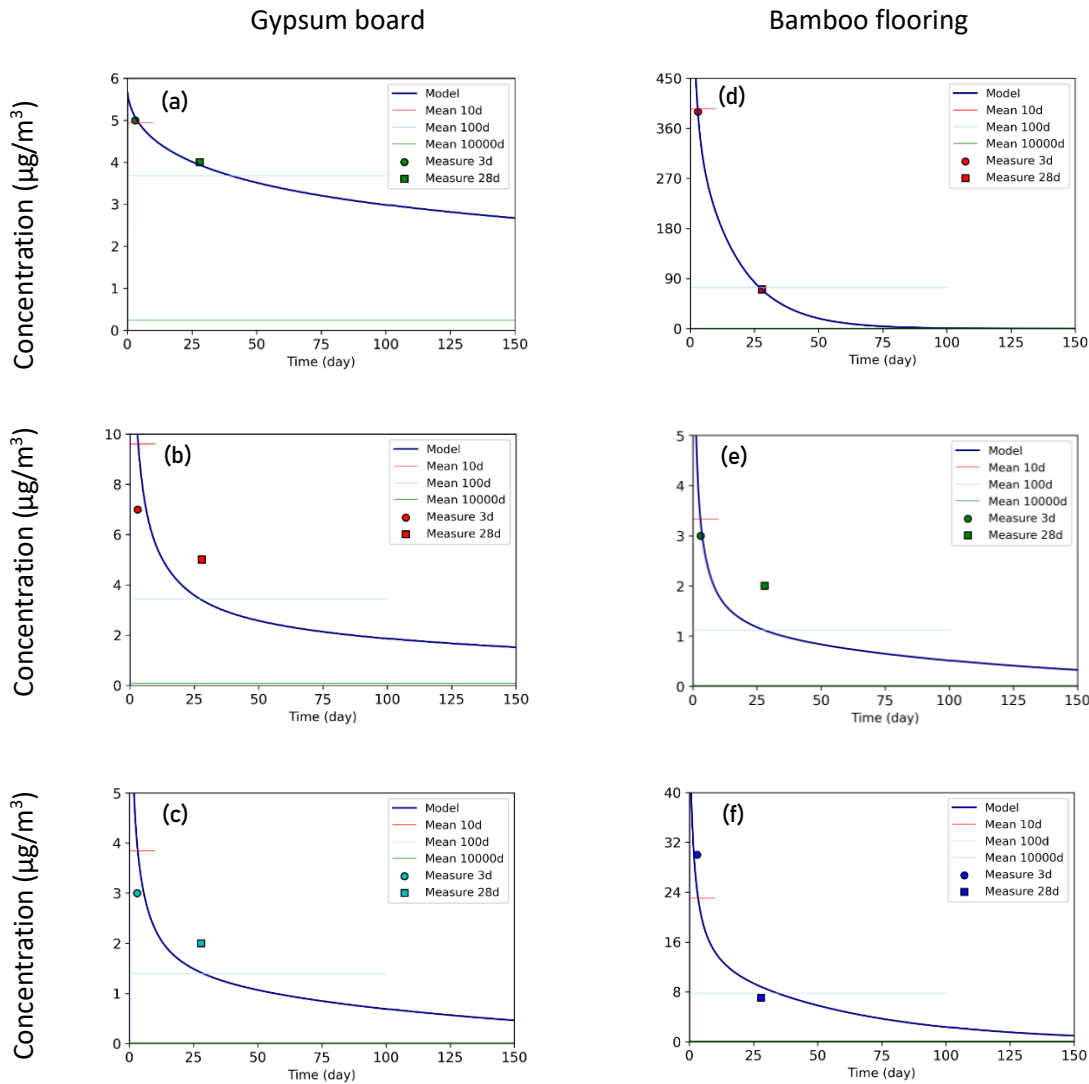 Gypsum board
Bamboo flooring
Concentration (µg/m³)
(a)
6
5
4
3
2
1
0
0 25 50 75 100 125 150
Time (day)
Model
Mean 10d
Mean 100d
Mean 10000d
Measure 3d
Measure 28d
(d)
450
360
270
180
90
0
0 25 50 75 100 125 150
Time (day)
Model
Mean 10d
Mean 100d
Mean 10000d
Measure 3d
Measure 28d
Concentration (µg/m³)
(b)
10
8
6
4
2
0
0 25 50 75 100 125 150
Time (day)
Model
Mean 10d
Mean 100d
Mean 10000d
Measure 3d
Measure 28d
(e)
5
4
3
2
1
0
0 25 50 75 100 125 150
Time (day)
Model
Mean 10d
Mean 100d
Mean 10000d
Measure 3d
Measure 28d
Concentration (µg/m³)
(c)
5
4
3
2
1
0
0 25 50 75 100 125 150
Time (day)
Model
Mean 10d
Mean 100d
Mean 10000d
Measure 3d
Measure 28d
(f)
40
32
24
16
8
0
0 25 50 75 100 125 150
Time (day)
Model
Mean 10d
Mean 100d
Mean 10000d
Measure 3d
Measure 28d